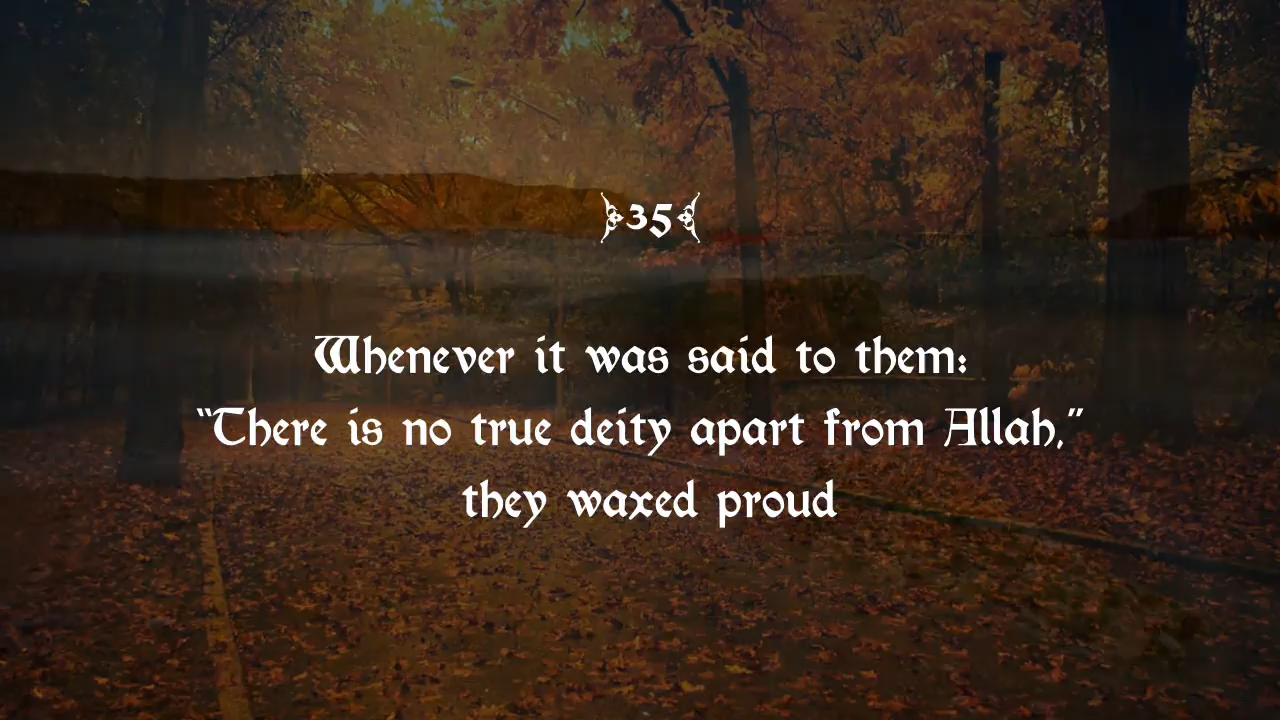 35
Whenever it was said to them:
“There is no true deity apart from Allah,”
they waxed proud